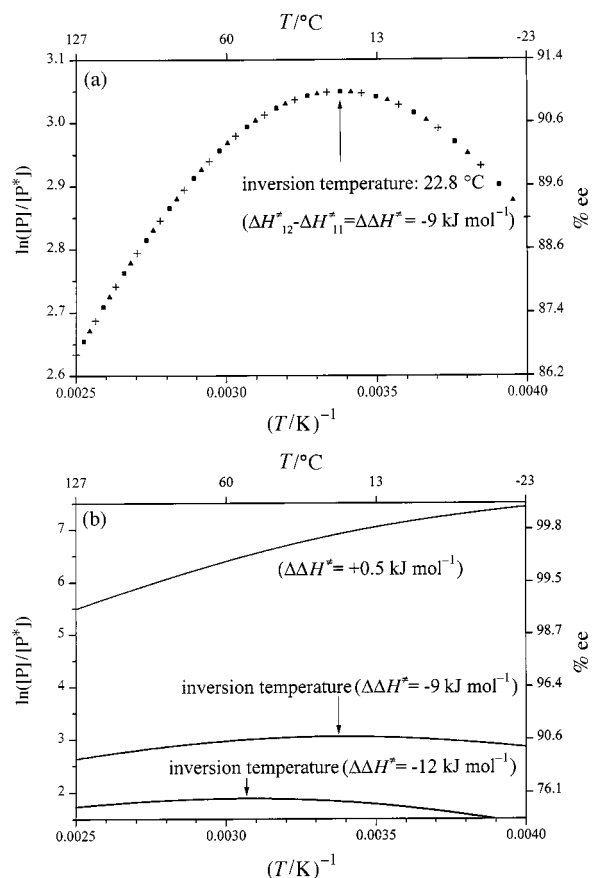 T/°C
127 60 13 -23
(a)
3.1
3.0
2.9
2.8
2.7
2.6
ln([P]/[P*])
91.4
90.6
89.6
88.6
87.4
86.2
% ee
inversion temperature: 22.8 °C
(ΔH≠12-ΔH≠11=ΔΔH≠= -9 kJ mol⁻¹)
0.0025 0.0030 0.0035 0.0040
(T/K)⁻¹
T/°C
127 60 13 -23
(b)
7
6
5
4
3
2
ln([P]/[P*])
99.8
99.5
98.7
96.4
90.6
76.1
% ee
(ΔΔH≠= +0.5 kJ mol⁻¹)
inversion temperature (ΔΔH≠= -9 kJ mol⁻¹)
inversion temperature (ΔΔH≠= -12 kJ mol⁻¹)
0.0025 0.0030 0.0035 0.0040
(T/K)⁻¹